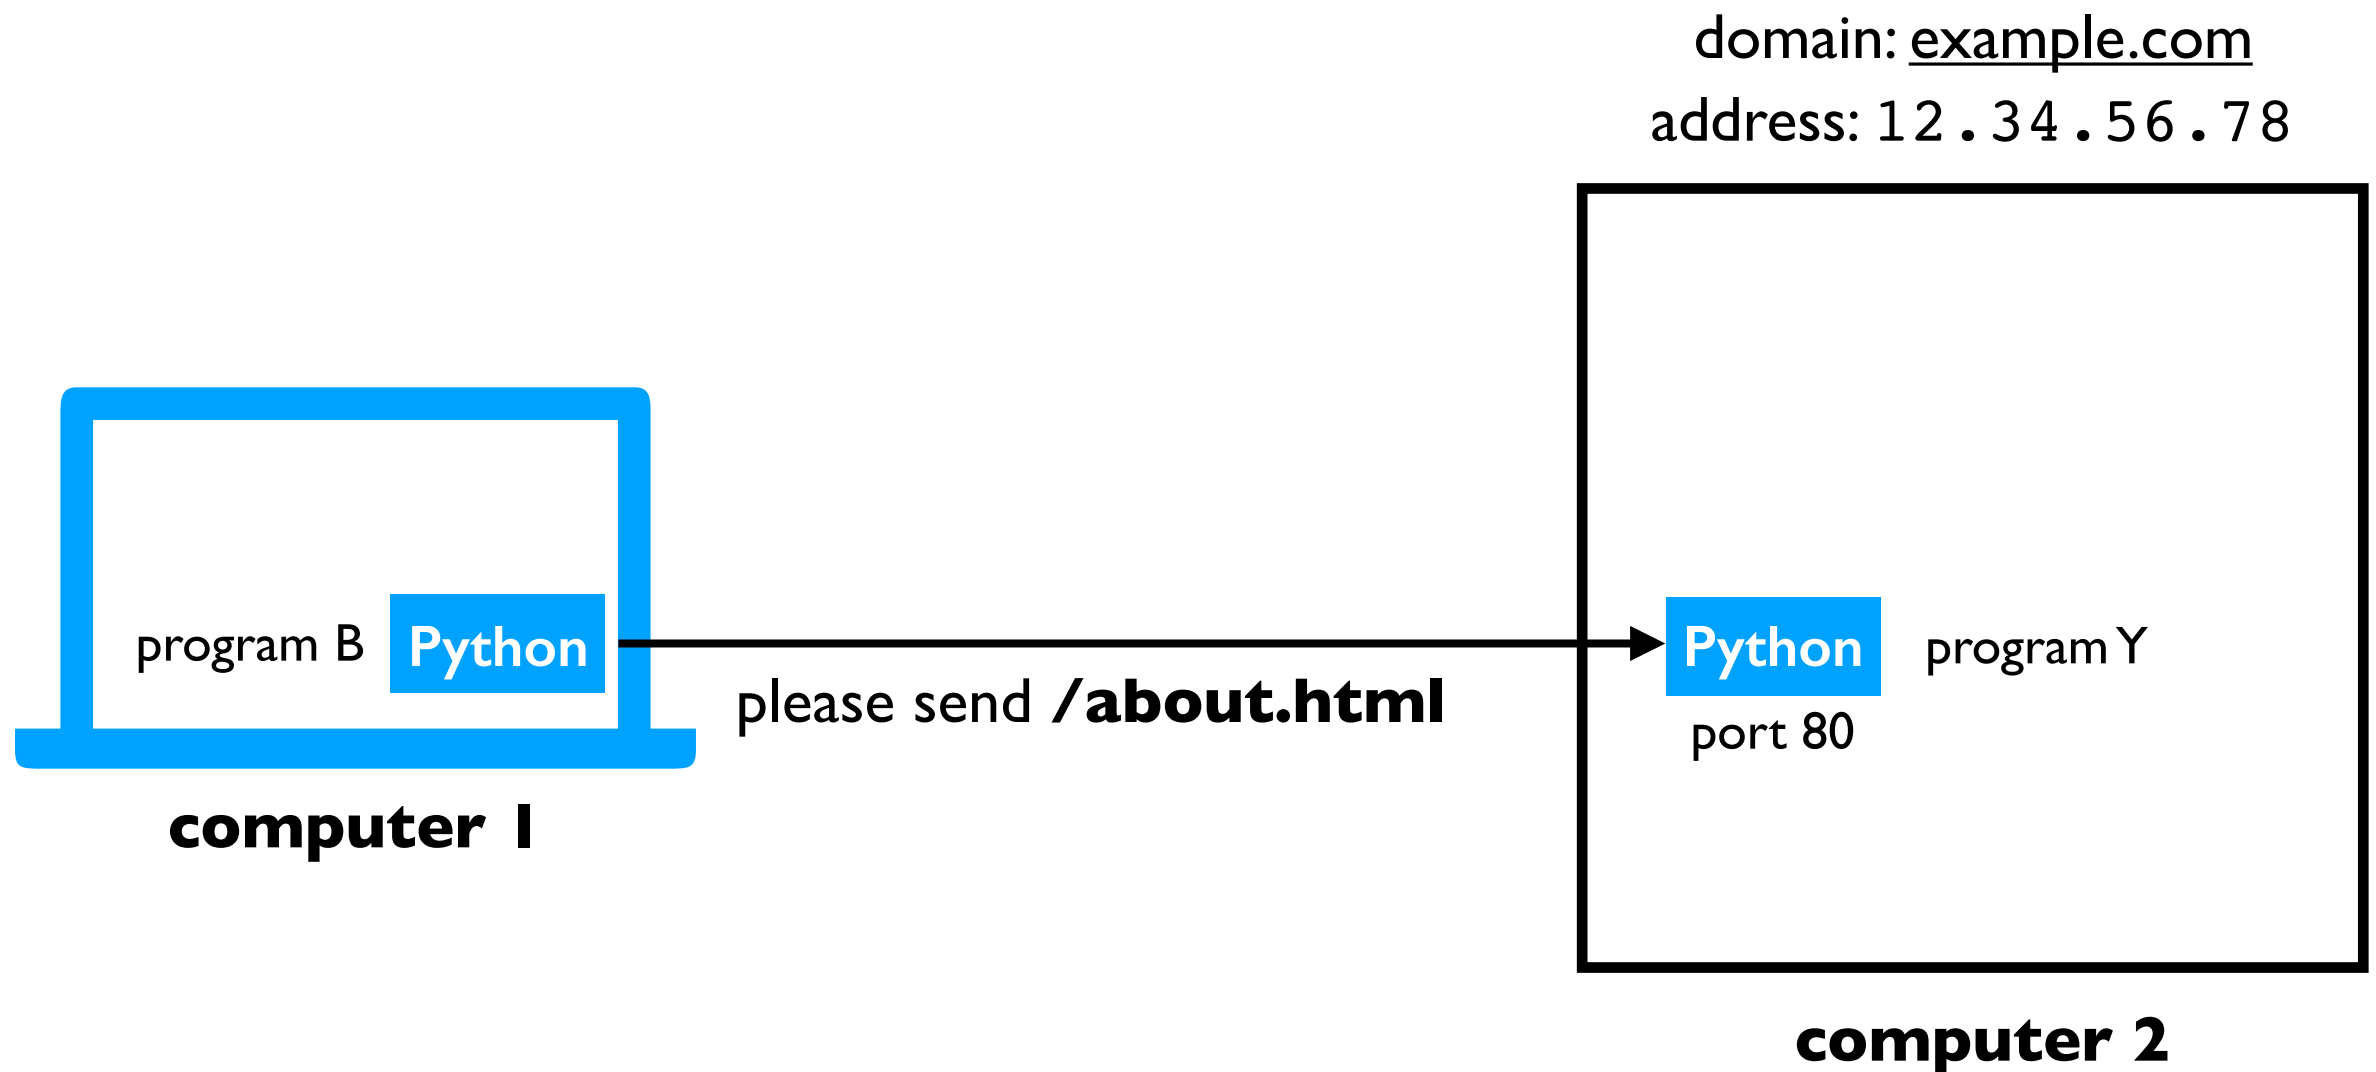 domain: example.com
address: 12.34.56.78
program B
Python
please send /about.html
Python
program Y
port 80
computer 1
computer 2